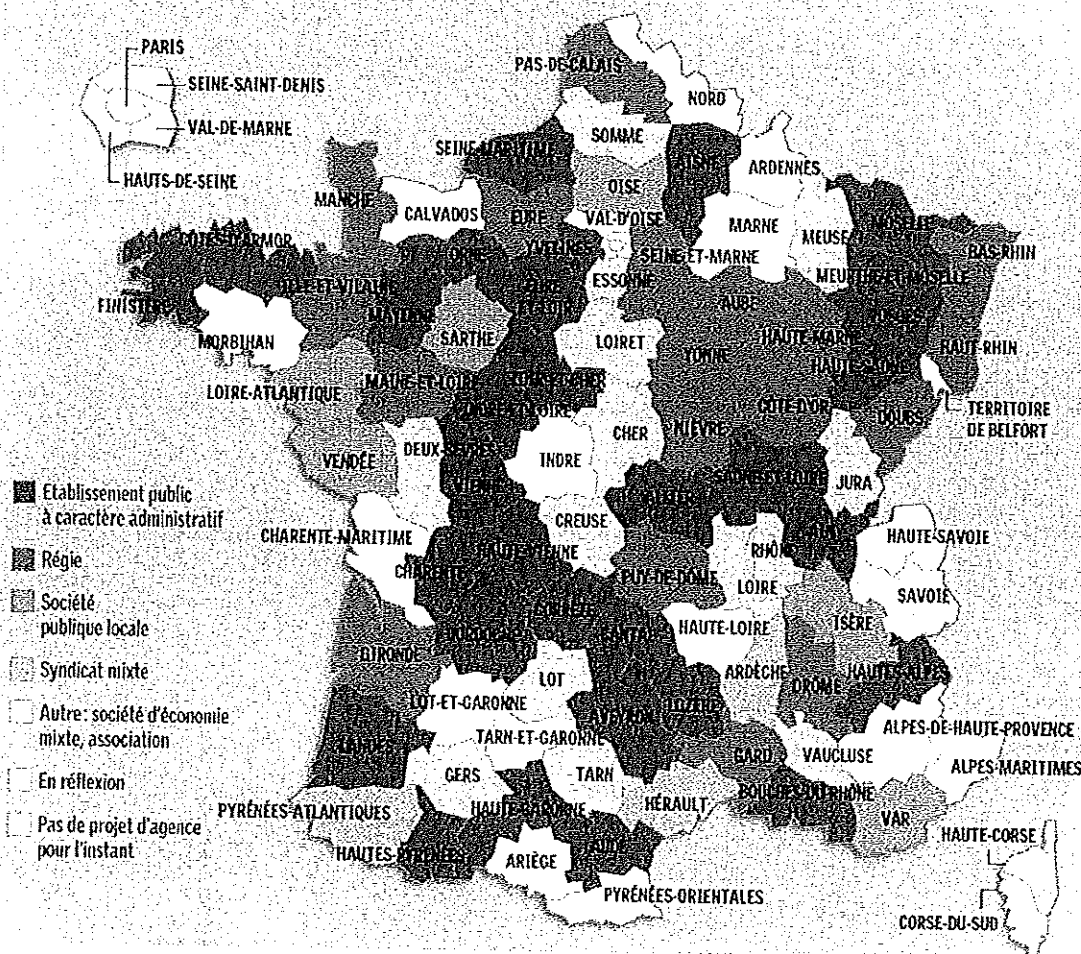 PARIS
SEINE-SAINT-DENIS
VAL-DE-MARNE
HAUTS-DE-SEINE
PAS-DE-CALAIS
NORD
SOMME
SEINE-MARITIME
AISNE
ARDENNES
OISE
MANCHE
CALVADOS
EURE
VAL-D'OISE
MARNE
MEUSE
MOSELLE
BAS-RHIN
CÔTES-D'ARMOR
ORNE
YVELINES
SEINE-ET-MARNE
MEURTHE-ET-MOSELLE
ESSONNE
FINISTÈRE
ILLE-ET-VILAINE
MAYENNE
EURE
ET-LOIR
AUBE
VOSGES
MORBIHAN
SARTHE
LOIRET
YONNE
HAUTE-MARNE
HAUT-RHIN
HAUTE-SAÔNE
LOIRE-ATLANTIQUE
MAINE-ET-LOIRE
LOIR-ET-CHER
INDRE-ET-LOIRE
CÔTE-D'OR
DOUBS
TERRITOIRE
DE BELFORT
VENDÉE
DEUX-SÈVRES
INDRE
CHER
NIÈVRE
VIENNE
SAÔNE-ET-LOIRE
JURA
ALLIER
CHARENTE-MARITIME
CREUSE
HAUTE-SAVOIE
CHARENTE
HAUTE-VIENNE
PUY-DE-DÔME
RHÔNE
AIN
LOIRE
SAVOIE
CORRÈZE
GIRONDE
DORDOGNE
CANTAL
HAUTE-LOIRE
ISÈRE
ARDÈCHE
DRÔME
HAUTES-ALPES
LOT
LOT-ET-GARONNE
AVEYRON
LOZÈRE
LANDES
TARN-ET-GARONNE
GARD
VAUCLUSE
ALPES-DE-HAUTE-PROVENCE
GERS
TARN
ALPES-MARITIMES
PYRÉNÉES-ATLANTIQUES
HAUTE-GARONNE
HÉRAULT
BOUCHES-DU-RHÔNE
VAR
HAUTES-PYRÉNÉES
ARIÈGE
AUDE
PYRÉNÉES-ORIENTALES
HAUTE-CORSE
CORSE-DU-SUD
Etablissement public
à caractère administratif
Régie
Société
publique locale
Syndicat mixte
Autre: société d'économie
mixte, association
En réflexion
Pas de projet d'agence
pour l'instant